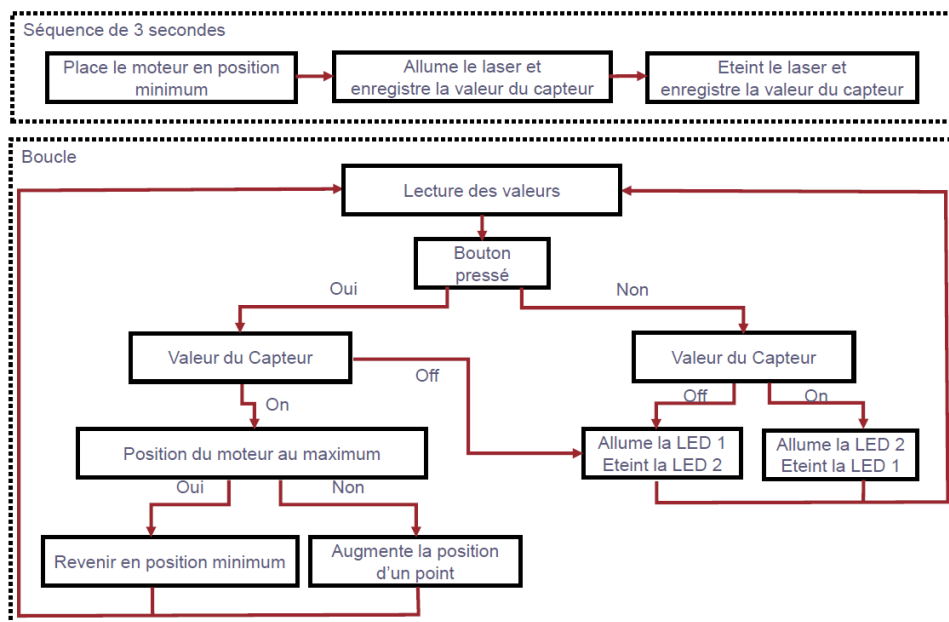 Séquence de 3 secondes
Place le moteur en position
minimum
Allume le laser et
enregistre la valeur du capteur
Eteint le laser et
enregistre la valeur du capteur
Boucle
Lecture des valeurs
Bouton
pressé
Oui
Non
Valeur du Capteur
Valeur du Capteur
Off
On
Off
On
Position du moteur au maximum
Allume la LED 1
Eteint la LED 2
Allume la LED 2
Eteint la LED 1
Oui
Non
Revenir en position minimum
Augmente la position
d'un point